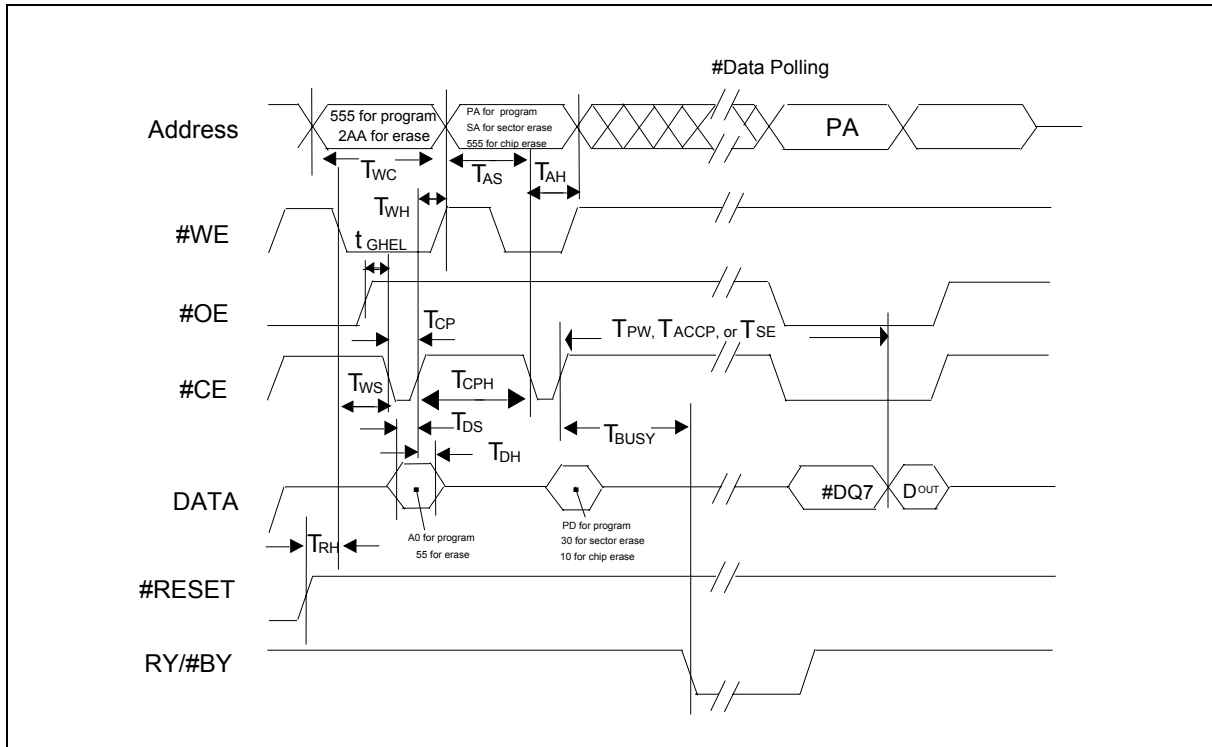 #Data Polling
Address
555 for program
2AA for erase
PA for program
SA for sector erase
555 for chip erase
PA
TWC
TAS
TAH
TWH
#WE
tGHEL
#OE
TCP
TPW, TACCP, or TSE
#CE
TWS
TCPH
TDS
TBUSY
TDH
DATA
#DQ7
DOUT
A0 for program
55 for erase
PD for program
30 for sector erase
10 for chip erase
TRH
#RESET
RY/#BY